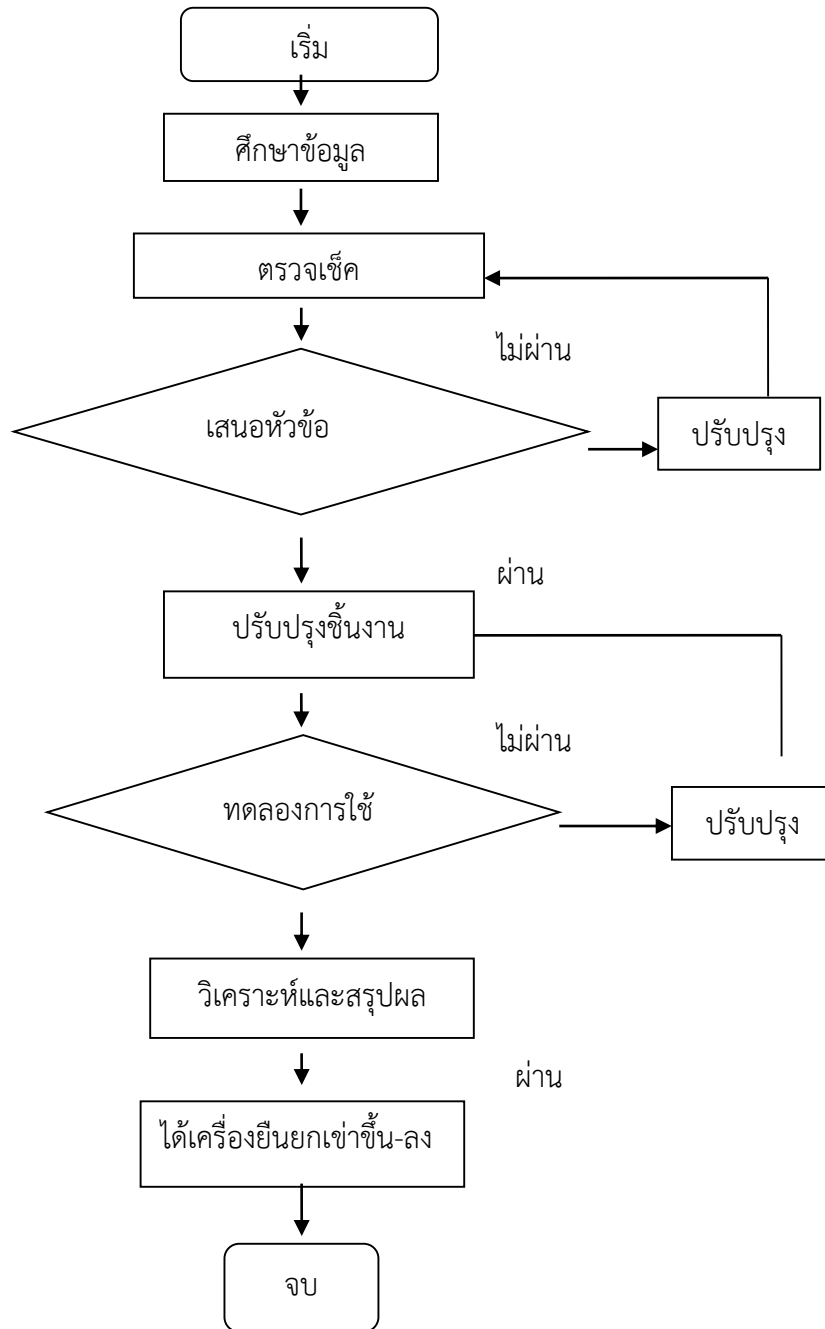 เริ่ม
ศึกษาข้อมูล
ตรวจเช็ค
ไม่ผ่าน
เสนอหัวข้อ
ปรับปรุง
ผ่าน
ปรับปรุงชิ้นงาน
ไม่ผ่าน
ทดลองการใช้
ปรับปรุง
วิเคราะห์และสรุปผล
ผ่าน
ได้เครื่องยืนยกเข่าขึ้น-ลง
จบ